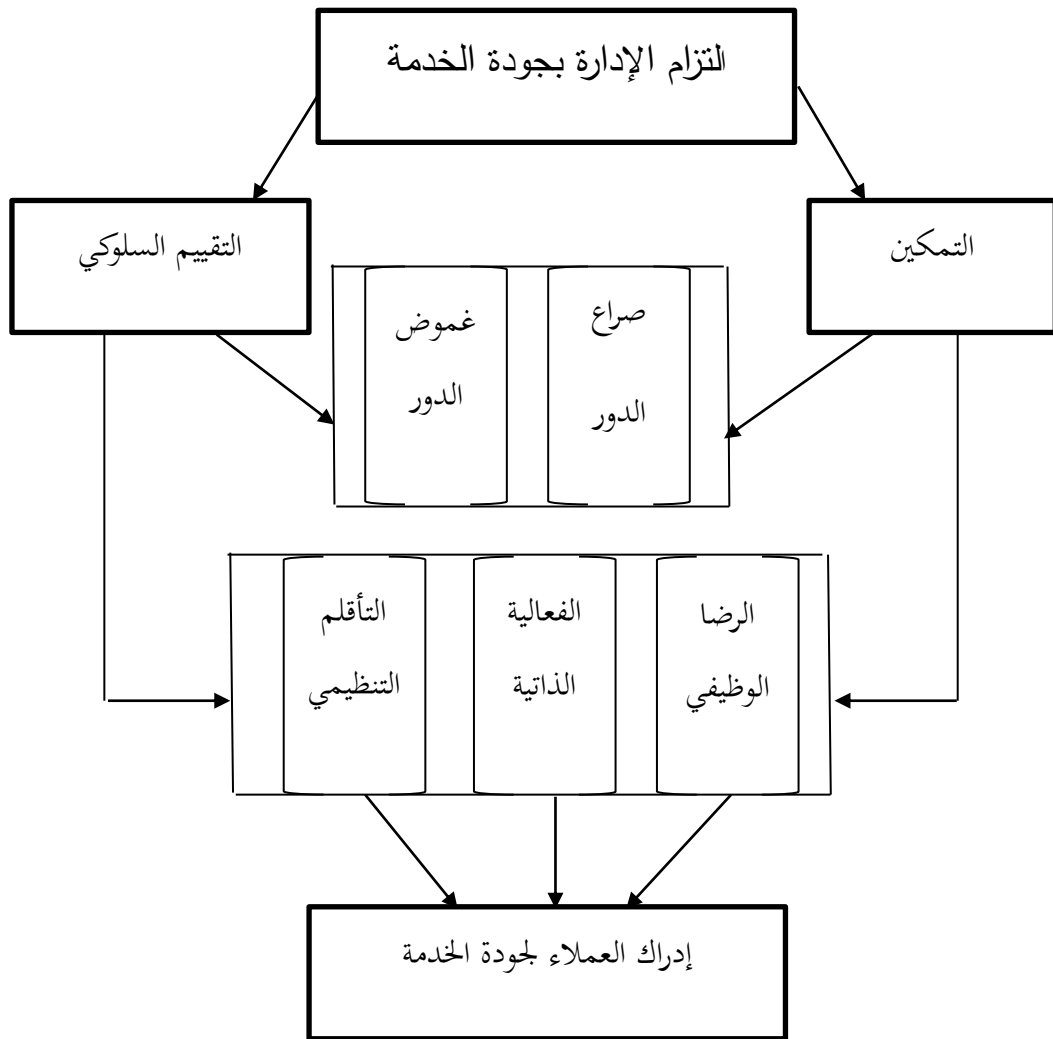 التزام الإدارة بجودة الخدمة
التمكين
التقييم السلوكي
صراع
الدور
غموض
الدور
الرضا
الوظيفي
الفعالية
الذاتية
التأقلم
التنظيمي
إدراك العملاء لجودة الخدمة